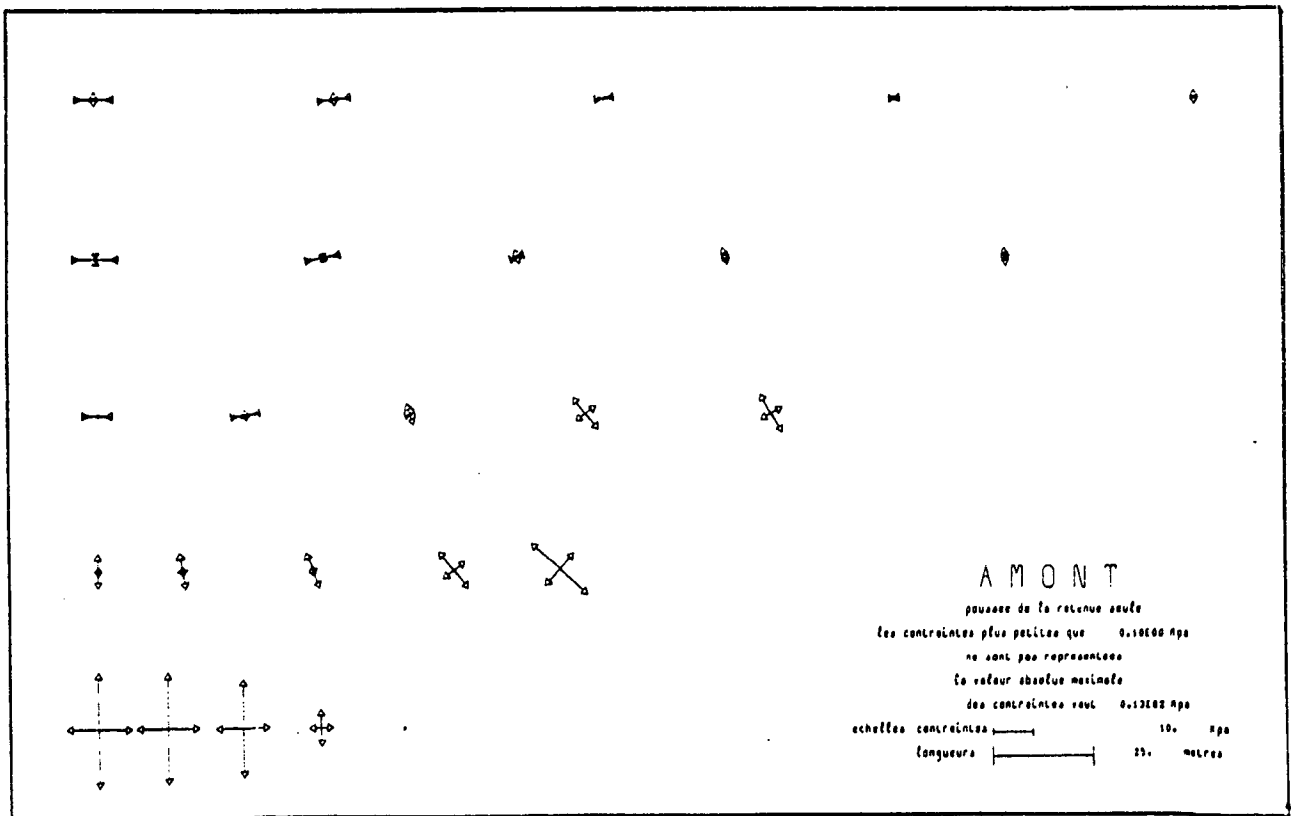 A M O N T
poussee de la retenue seule
les contraintes plus petites que 0.10E00 Mpa
ne sont pas representees
la valeur absolue maximale
des contraintes vaut 0.13E02 Mpa
echelles contraintes 10. Mpa
longueurs 25. metres